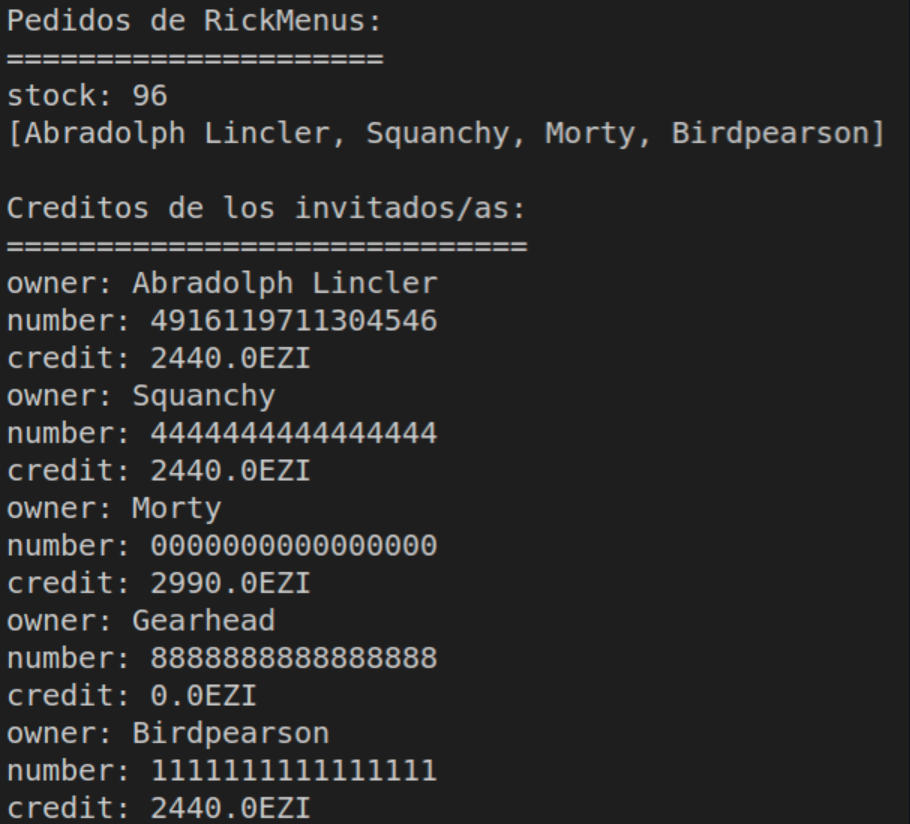 Pedidos de RickMenus:
=====================
stock: 96
[Abradolph Lincler, Squanchy, Morty, Birdpearson]
Creditos de los invitados/as:
=============================
owner: Abradolph Lincler
number: 4916119711304546
credit: 2440.0EZI
owner: Squanchy
number: 4444444444444444
credit: 2440.0EZI
owner: Morty
number: 0000000000000000
credit: 2990.0EZI
owner: Gearhead
number: 8888888888888888
credit: 0.0EZI
owner: Birdpearson
number: 1111111111111111
credit: 2440.0EZI